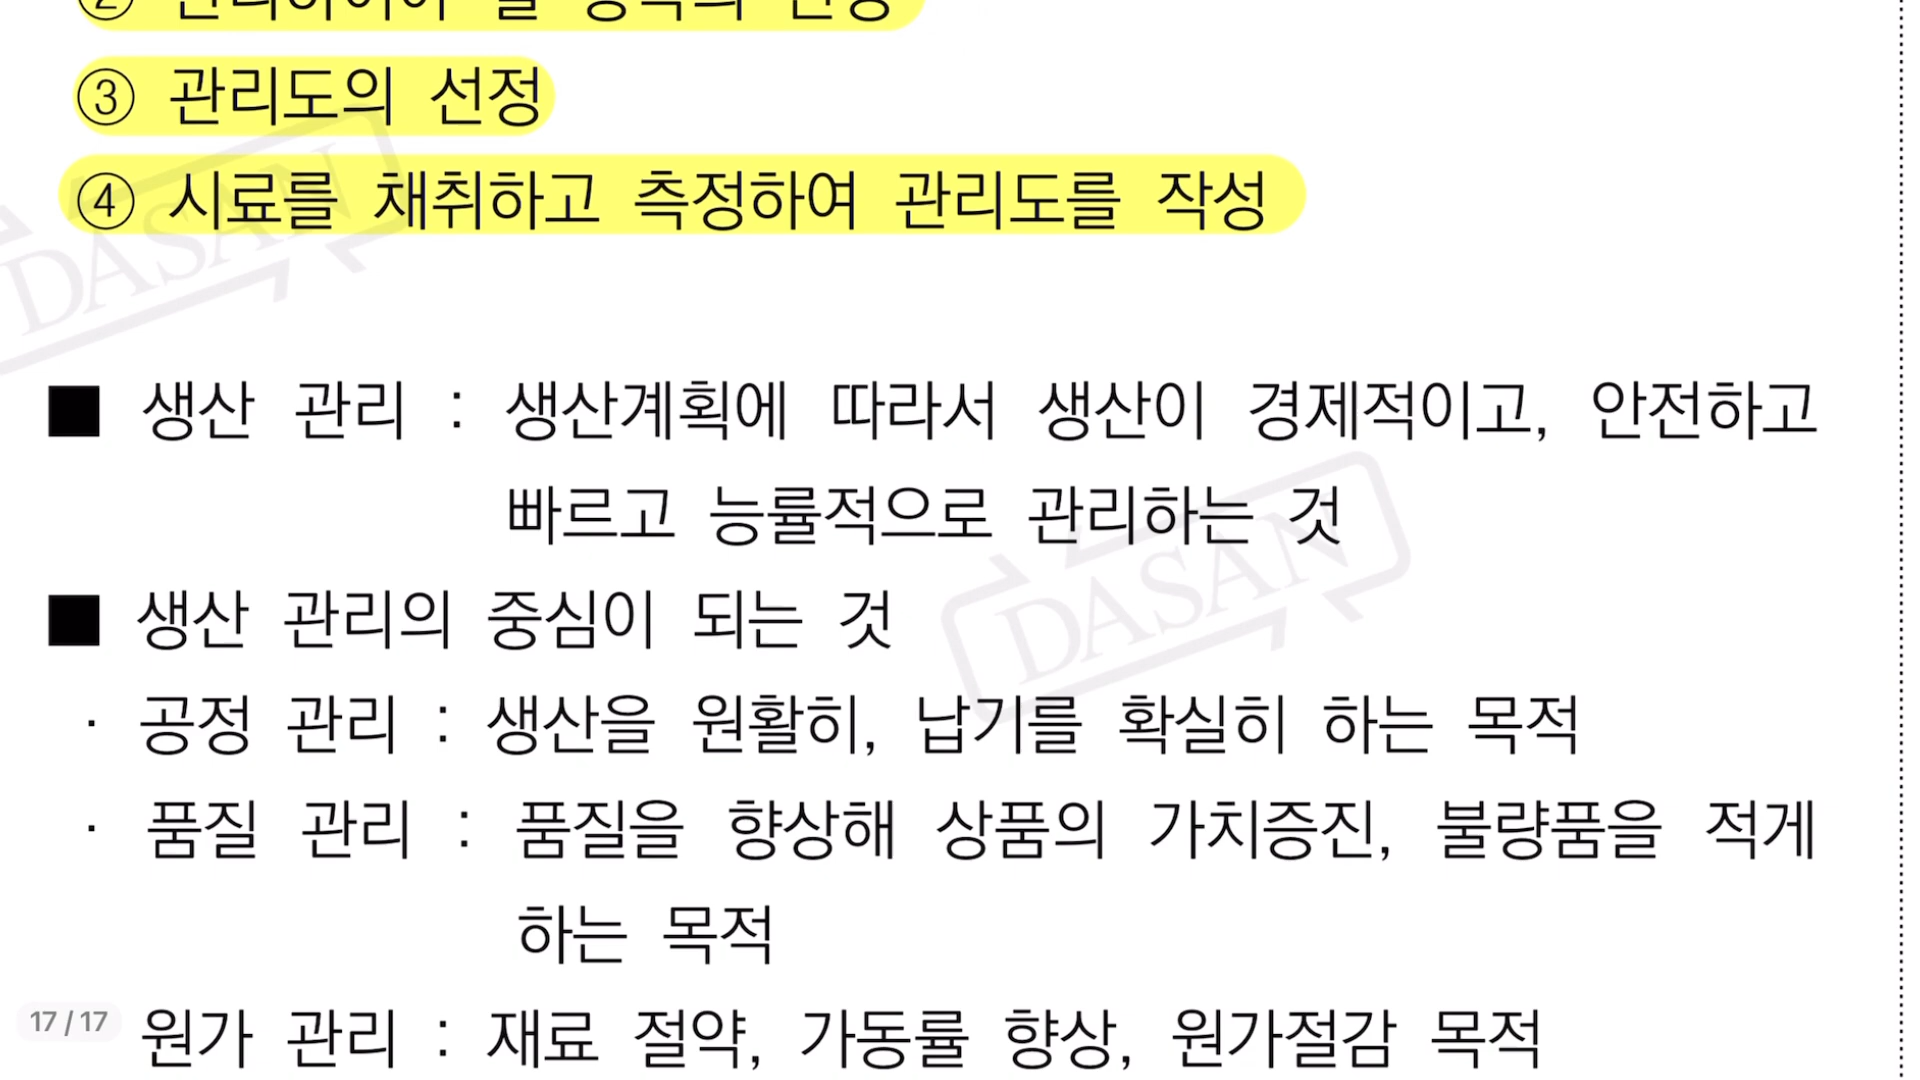 ③ 관리도의 선정
④ 시료를 채취하고 측정하여 관리도를 작성
DASAN
■ 생산 관리 : 생산계획에 따라서 생산이 경제적이고, 안전하고
빠르고 능률적으로 관리하는 것
DASAN
■ 생산 관리의 중심이 되는 것
· 공정 관리 : 생산을 원활히, 납기를 확실히 하는 목적
· 품질 관리 : 품질을 향상해 상품의 가치증진, 불량품을 적게
하는 목적
17 / 17
원가 관리 : 재료 절약, 가동률 향상, 원가절감 목적